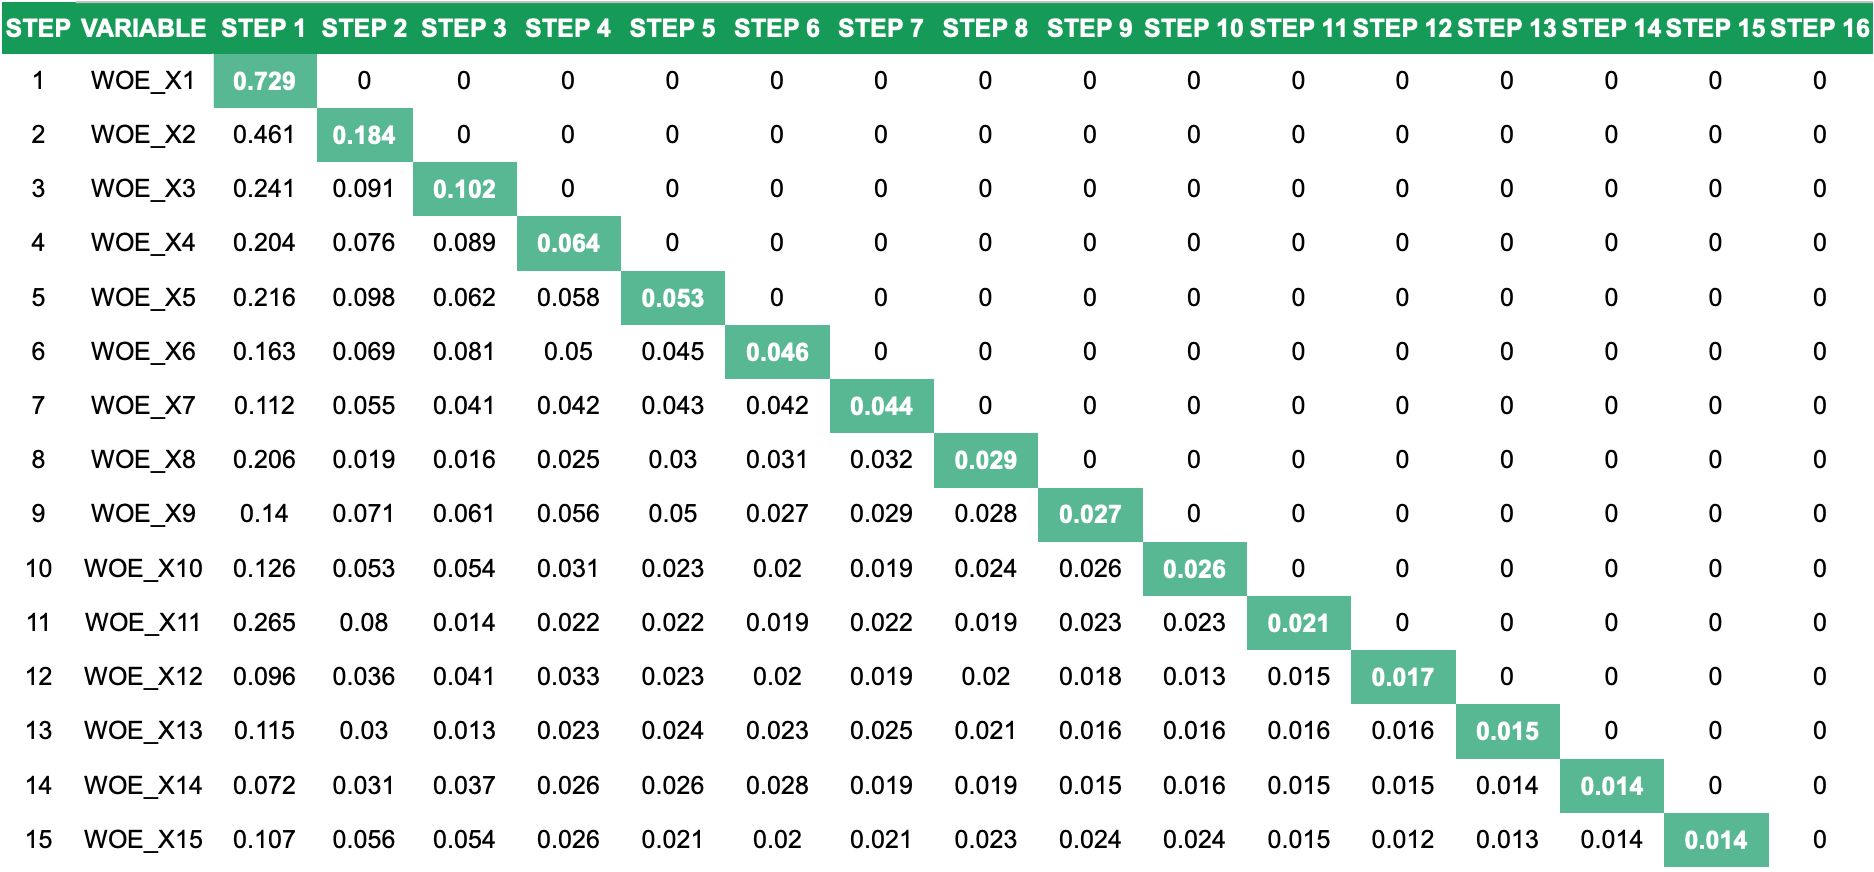 STEP VARIABLE STEP 1 STEP 2 STEP 3 STEP 4 STEP 5 STEP 6 STEP 7 STEP 8 STEP 9 STEP 10 STEP 11 STEP 12 STEP 13 STEP 14 STEP 15 STEP 16
1 WOE_X1 0.729 0 0 0 0 0 0 0 0 0 0 0 0 0 0 0
2 WOE_X2 0.461 0.184 0 0 0 0 0 0 0 0 0 0 0 0 0 0
3 WOE_X3 0.241 0.091 0.102 0 0 0 0 0 0 0 0 0 0 0 0 0
4 WOE_X4 0.204 0.076 0.089 0.064 0 0 0 0 0 0 0 0 0 0 0 0
5 WOE_X5 0.216 0.098 0.062 0.058 0.053 0 0 0 0 0 0 0 0 0 0 0
6 WOE_X6 0.163 0.069 0.081 0.05 0.045 0.046 0 0 0 0 0 0 0 0 0 0
7 WOE_X7 0.112 0.055 0.041 0.042 0.043 0.042 0.044 0 0 0 0 0 0 0 0 0
8 WOE_X8 0.206 0.019 0.016 0.025 0.03 0.031 0.032 0.029 0 0 0 0 0 0 0 0
9 WOE_X9 0.14 0.071 0.061 0.056 0.05 0.027 0.029 0.028 0.027 0 0 0 0 0 0 0
10 WOE_X10 0.126 0.053 0.054 0.031 0.023 0.02 0.019 0.024 0.026 0.026 0 0 0 0 0 0
11 WOE_X11 0.265 0.08 0.014 0.022 0.022 0.019 0.022 0.019 0.023 0.023 0.021 0 0 0 0 0
12 WOE_X12 0.096 0.036 0.041 0.033 0.023 0.02 0.019 0.02 0.018 0.013 0.015 0.017 0 0 0 0
13 WOE_X13 0.115 0.03 0.013 0.023 0.024 0.023 0.025 0.021 0.016 0.016 0.016 0.016 0.015 0 0 0
14 WOE_X14 0.072 0.031 0.037 0.026 0.026 0.028 0.019 0.019 0.015 0.016 0.015 0.015 0.014 0.014 0 0
15 WOE_X15 0.107 0.056 0.054 0.026 0.021 0.02 0.021 0.023 0.024 0.024 0.015 0.012 0.013 0.014 0.014 0